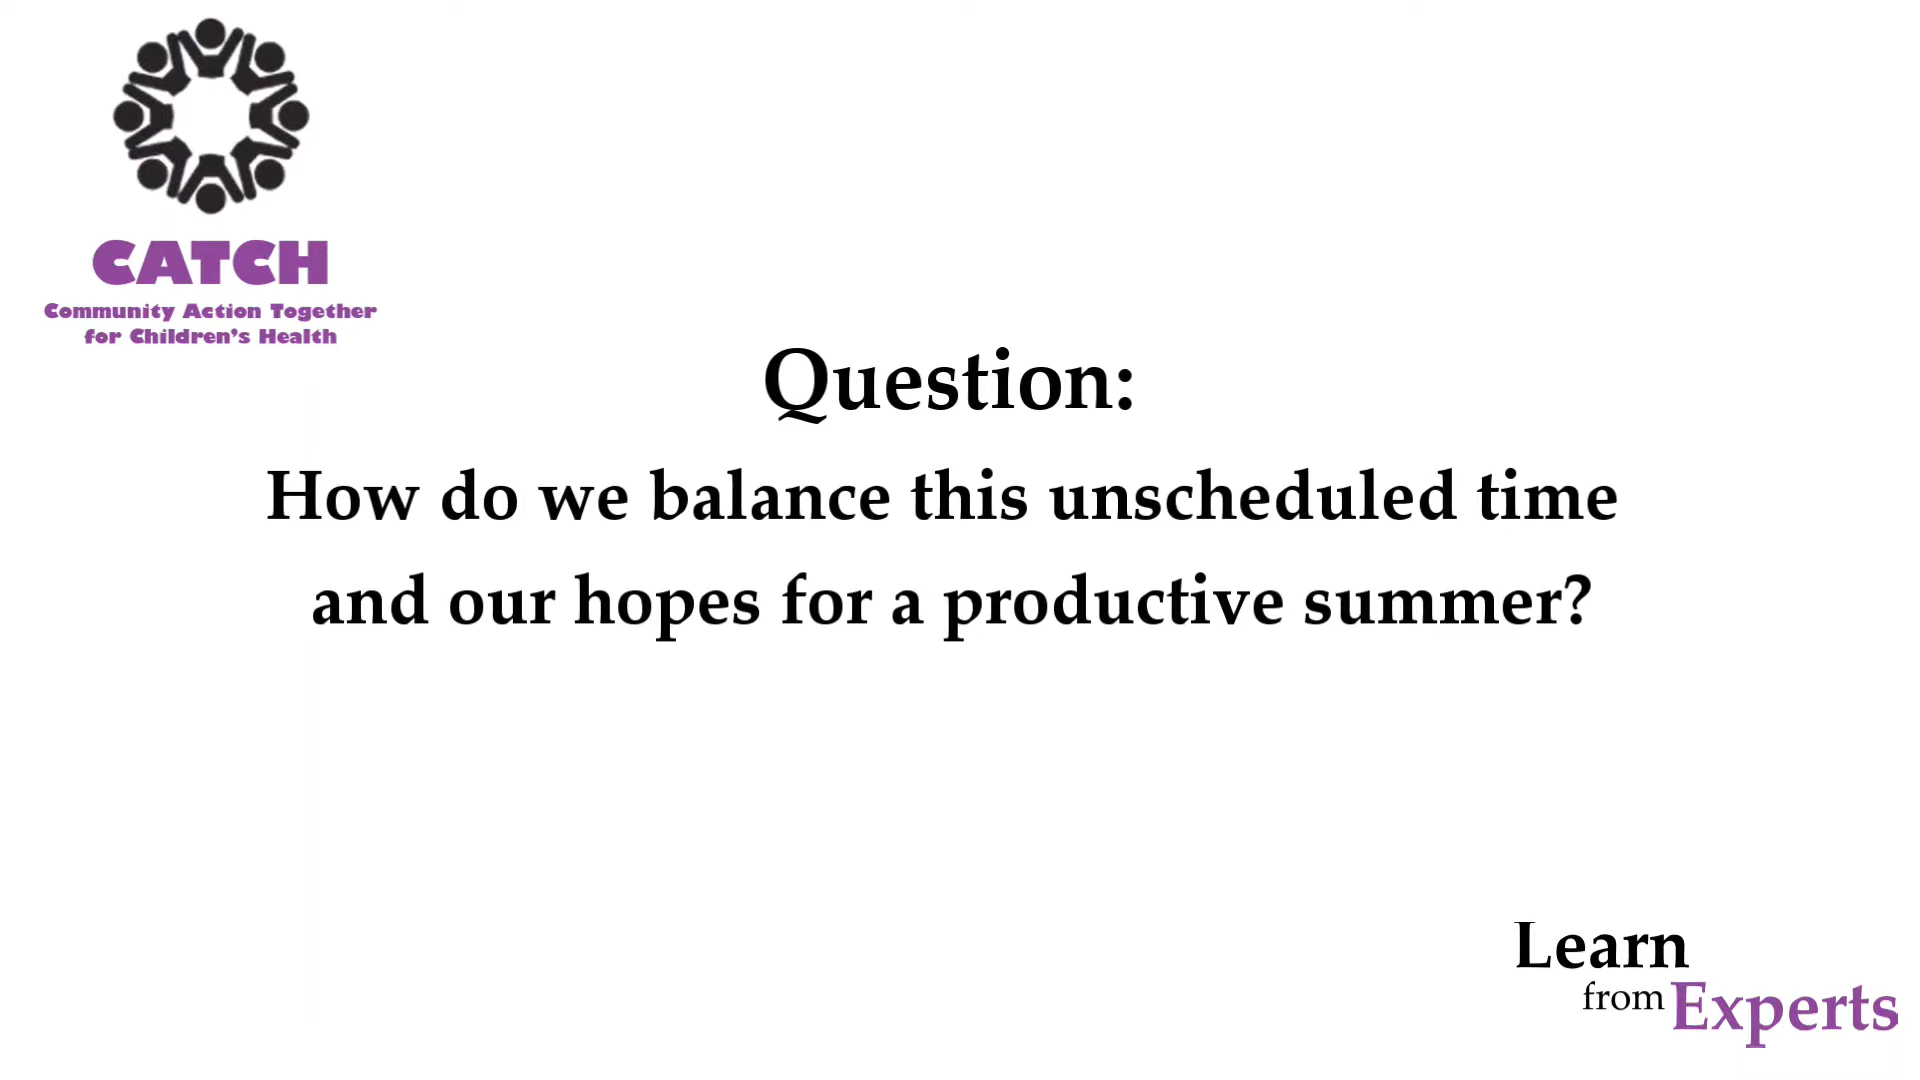 CATCH
Community Action Together
for Children's Health
Question:
How do we balance this unscheduled time
and our hopes for a productive summer?
Learn
from Experts